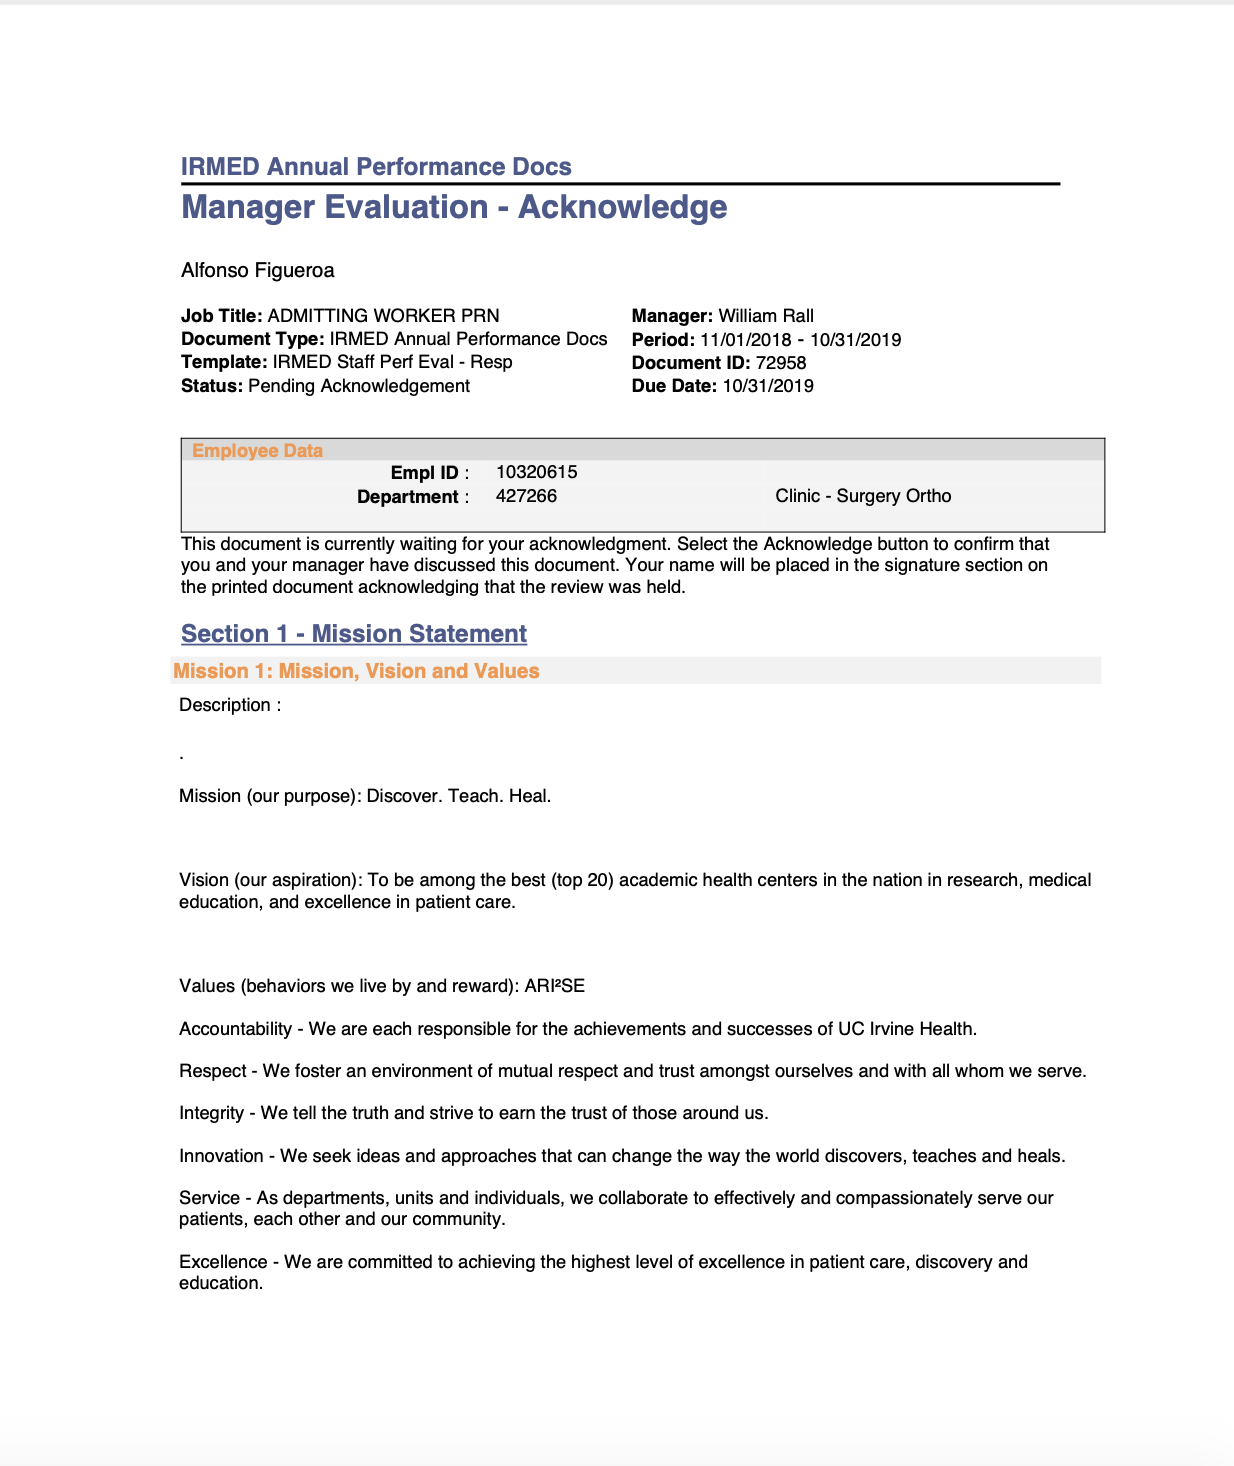 IRMED Annual Performance Docs
Manager Evaluation - Acknowledge
Alfonso Figueroa
Job Title: ADMITTING WORKER PRN
Document Type: IRMED Annual Performance Docs
Template: IRMED Staff Perf Eval - Resp
Status: Pending Acknowledgement
Manager: William Rall
Period: 11/01/2018 - 10/31/2019
Document ID: 72958
Due Date: 10/31/2019
Employee Data
Empl ID : 10320615
Department : 427266 Clinic - Surgery Ortho
This document is currently waiting for your acknowledgment. Select the Acknowledge button to confirm that
you and your manager have discussed this document. Your name will be placed in the signature section on
the printed document acknowledging that the review was held.
Section 1 - Mission Statement
Mission 1: Mission, Vision and Values
Description :
.
Mission (our purpose): Discover. Teach. Heal.
Vision (our aspiration): To be among the best (top 20) academic health centers in the nation in research, medical
education, and excellence in patient care.
Values (behaviors we live by and reward): ARI²SE
Accountability - We are each responsible for the achievements and successes of UC Irvine Health.
Respect - We foster an environment of mutual respect and trust amongst ourselves and with all whom we serve.
Integrity - We tell the truth and strive to earn the trust of those around us.
Innovation - We seek ideas and approaches that can change the way the world discovers, teaches and heals.
Service - As departments, units and individuals, we collaborate to effectively and compassionately serve our
patients, each other and our community.
Excellence - We are committed to achieving the highest level of excellence in patient care, discovery and
education.